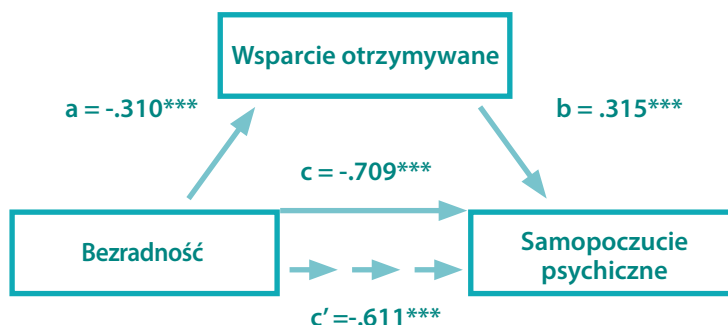 Wsparcie otrzymywane
a = -.310***
b = .315***
c = -.709***
Bezradność
Samopoczucie
psychiczne
c’ =-.611***